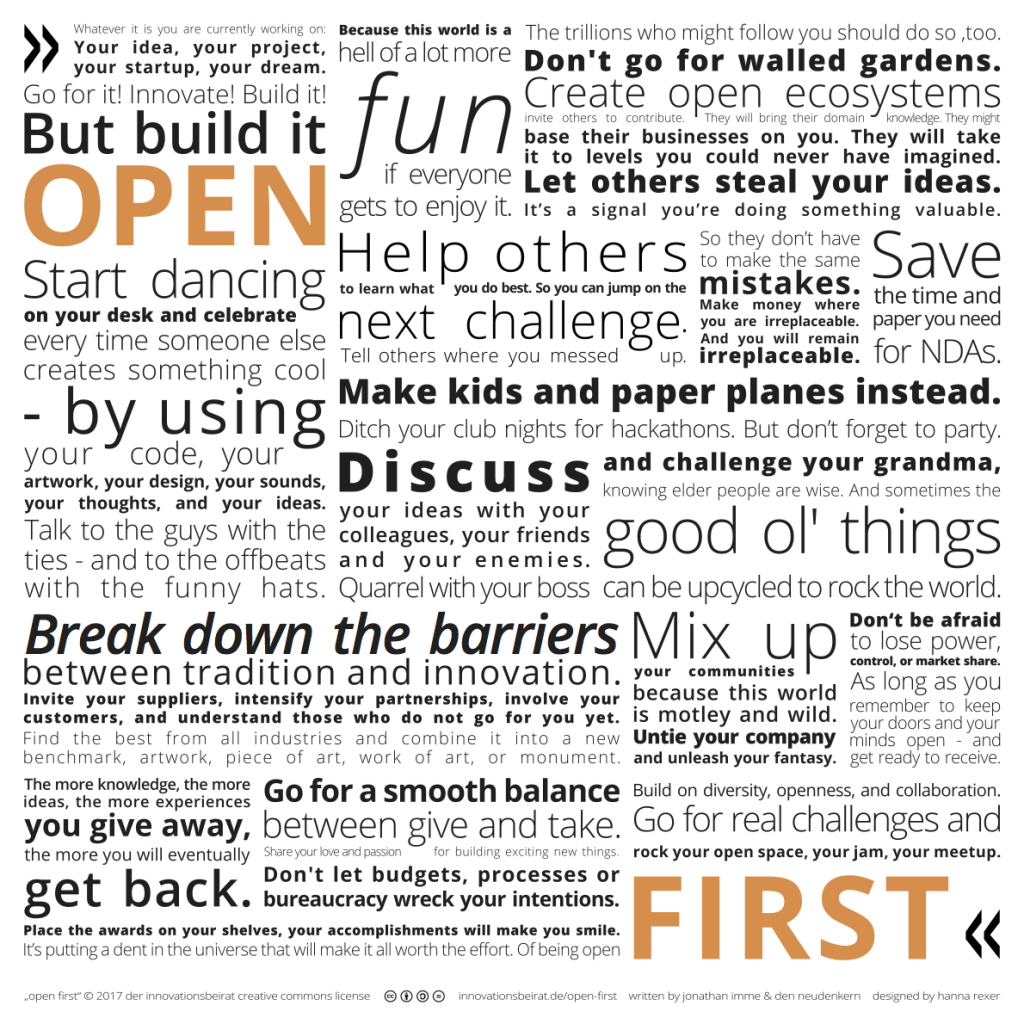 »
Whatever it is you are currently working on:
Your idea, your project,
your startup, your dream.
Go for it! Innovate! Build it!
But build it
OPEN
Start dancing
on your desk and celebrate
every time someone else
creates something cool
- by using
your code, your
artwork, your design, your sounds,
your thoughts, and your ideas.
Talk to the guys with the
ties - and to the offbeats
with the funny hats.
Because this world is a
hell of a lot more
fun
if everyone
gets to enjoy it.
The trillions who might follow you should do so ,too.
Don't go for walled gardens.
Create open ecosystems
invite others to contribute. They will bring their domain knowledge. They might
base their businesses on you. They will take
it to levels you could never have imagined.
Let others steal your ideas.
It's a signal you're doing something valuable.
Help others
to learn what you do best. So you can jump on the
next challenge.
Tell others where you messed up.
So they don't have
to make the same
mistakes.
Make money where
you are irreplaceable.
And you will remain
irreplaceable.
Save
the time and
paper you need
for NDAs.
Make kids and paper planes instead.
Ditch your club nights for hackathons. But don't forget to party.
Discuss
your ideas with your
colleagues, your friends
and your enemies.
Quarrel with your boss
and challenge your grandma,
knowing elder people are wise. And sometimes the
good ol' things
can be upcycled to rock the world.
Break down the barriers
between tradition and innovation.
Invite your suppliers, intensify your partnerships, involve your
customers, and understand those who do not go for you yet.
Find the best from all industries and combine it into a new
benchmark, artwork, piece of art, work of art, or monument.
Mix up
your communities
because this world
is motley and wild.
Untie your company
and unleash your fantasy.
Don‘t be afraid
to lose power,
control, or market share.
As long as you
remember to keep
your doors and your
minds open - and
get ready to receive.
The more knowledge, the more
ideas, the more experiences
you give away,
the more you will eventually
get back.
Go for a smooth balance
between give and take.
Share your love and passion for building exciting new things.
Don't let budgets, processes or
bureaucracy wreck your intentions.
Place the awards on your shelves, your accomplishments will make you smile.
It's putting a dent in the universe that will make it all worth the effort. Of being open
Build on diversity, openness, and collaboration.
Go for real challenges and
rock your open space, your jam, your meetup.
FIRST
«
„open first“ © 2017 der innovationsbeirat creative commons license innovationsbeirat.de/open-first written by jonathan imme & den neudenkern designed by hanna rexer